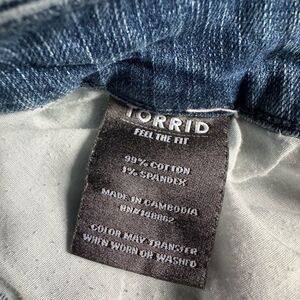 TORRID
FEEL THE FIT
99% COTTON
1% SPANDEX
MADE IN CAMBODIA
RN#148862
COLOR MAY TRANSFER
WHEN WORN OR WASHED